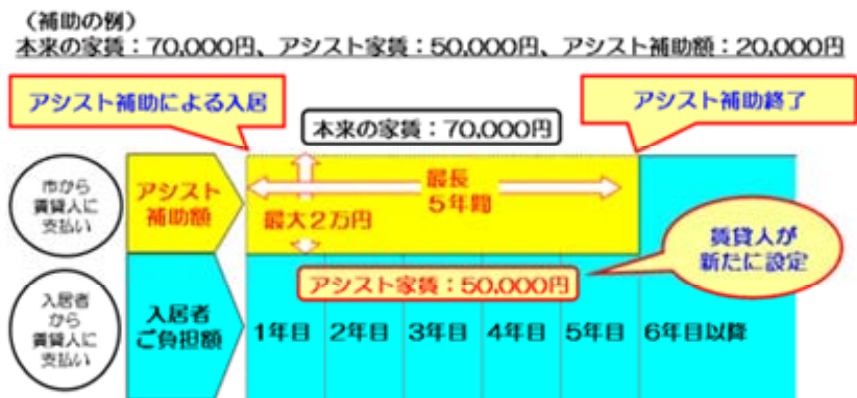 （補助の例）
本来の家賃：70,000円、アシスト家賃：50,000円、アシスト補助額：20,000円
アシスト補助による入居
アシスト補助終了
本来の家賃：70,000円
市から
賃貸人に
支払い
アシスト
補助額
最長
5年間
最大2万円
賃貸人が
新たに設定
アシスト家賃：50,000円
入居者
から
賃貸人に
支払い
入居者
ご負担額
1年目
2年目
3年目
4年目
5年目
6年目以降